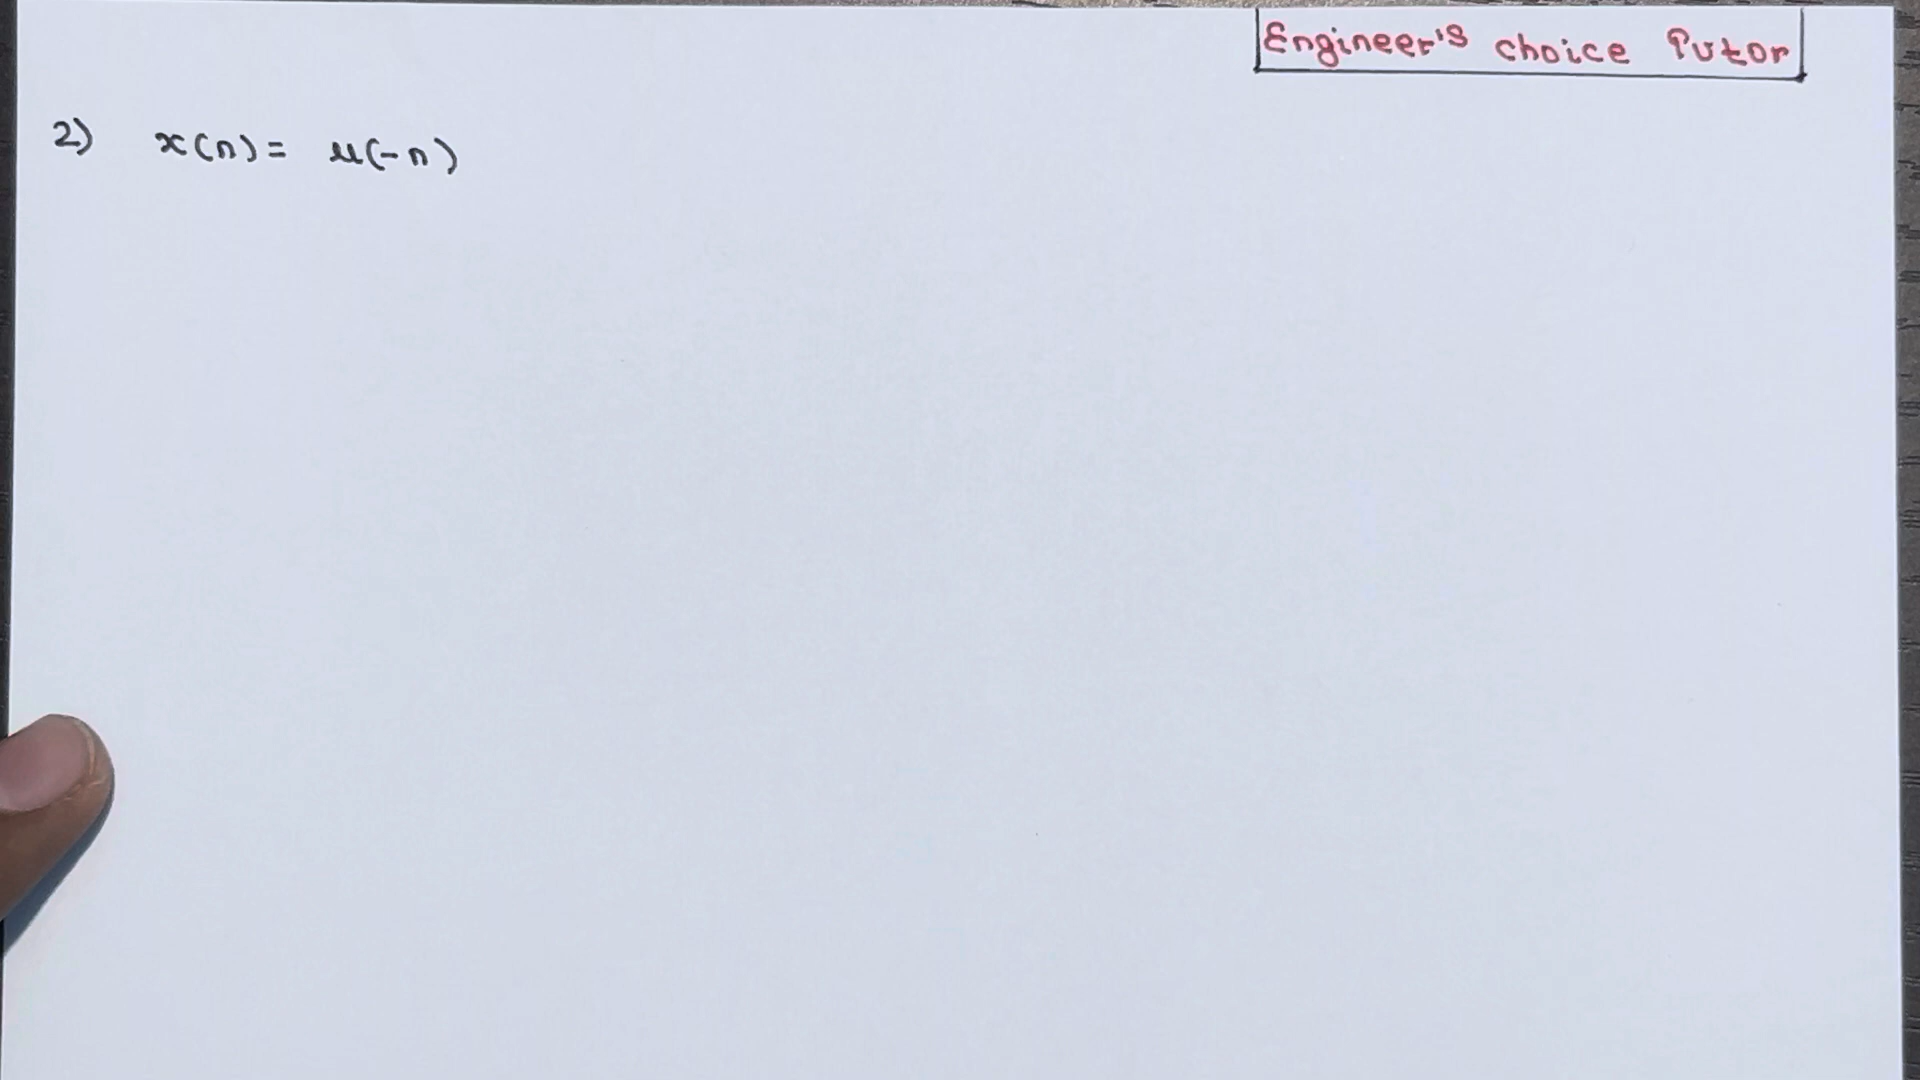 Engineer's choice Tutor
2) x(n) = u(-n)